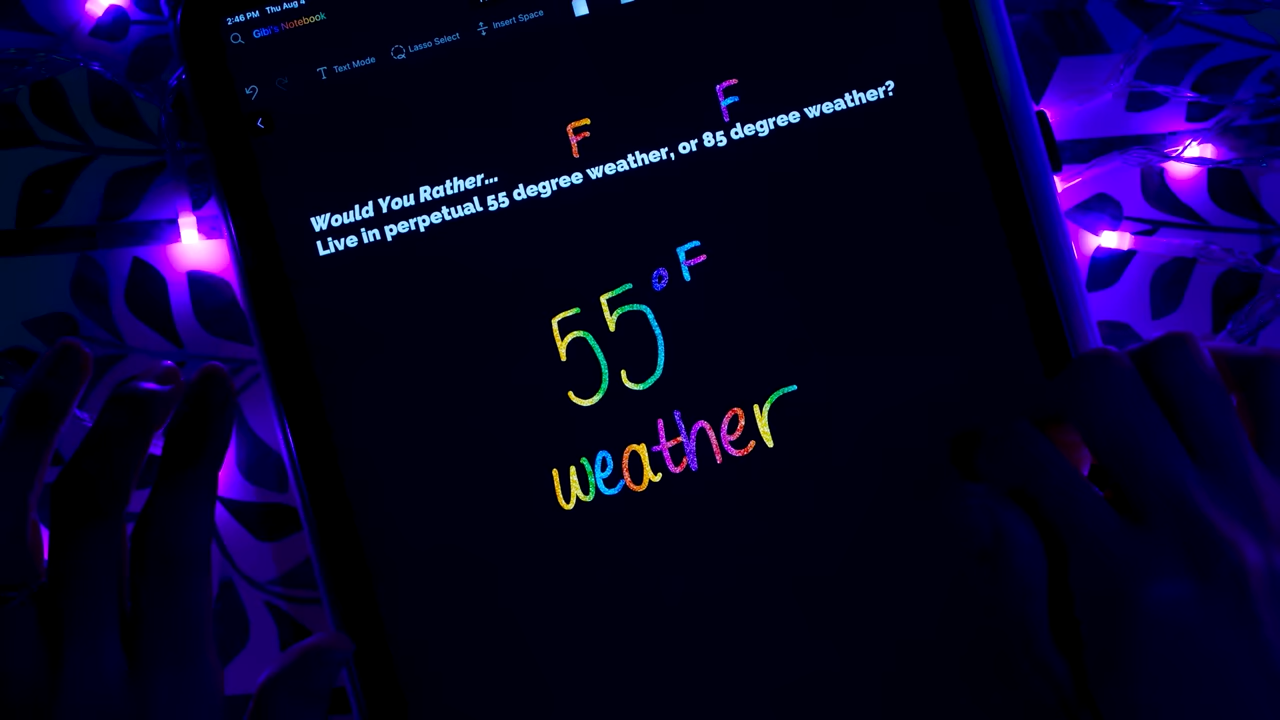 2:46 PM Thu Aug 4
Gibi's Notebook
Text Mode
Lasso Select
Insert Space
F
F
Would You Rather...
Live in perpetual 55 degree weather, or 85 degree weather?
55° F
weather